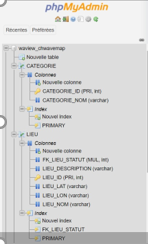 phpMyAdmin
Récentes Préférées
waview_chwavemap
Nouvelle table
CATEGORIE
Colonnes
Nouvelle colonne
CATEGORIE_ID (PRI, int)
CATEGORIE_NOM (varchar)
Index
Nouvel index
PRIMARY
LIEU
Colonnes
Nouvelle colonne
FK_LIEU_STATUT (MUL, int)
LIEU_DESCRIPTION (varchar)
LIEU_ID (PRI, int)
LIEU_LAT (varchar)
LIEU_LON (varchar)
LIEU_NOM (varchar)
Index
Nouvel index
FK_LIEU_STATUT
PRIMARY